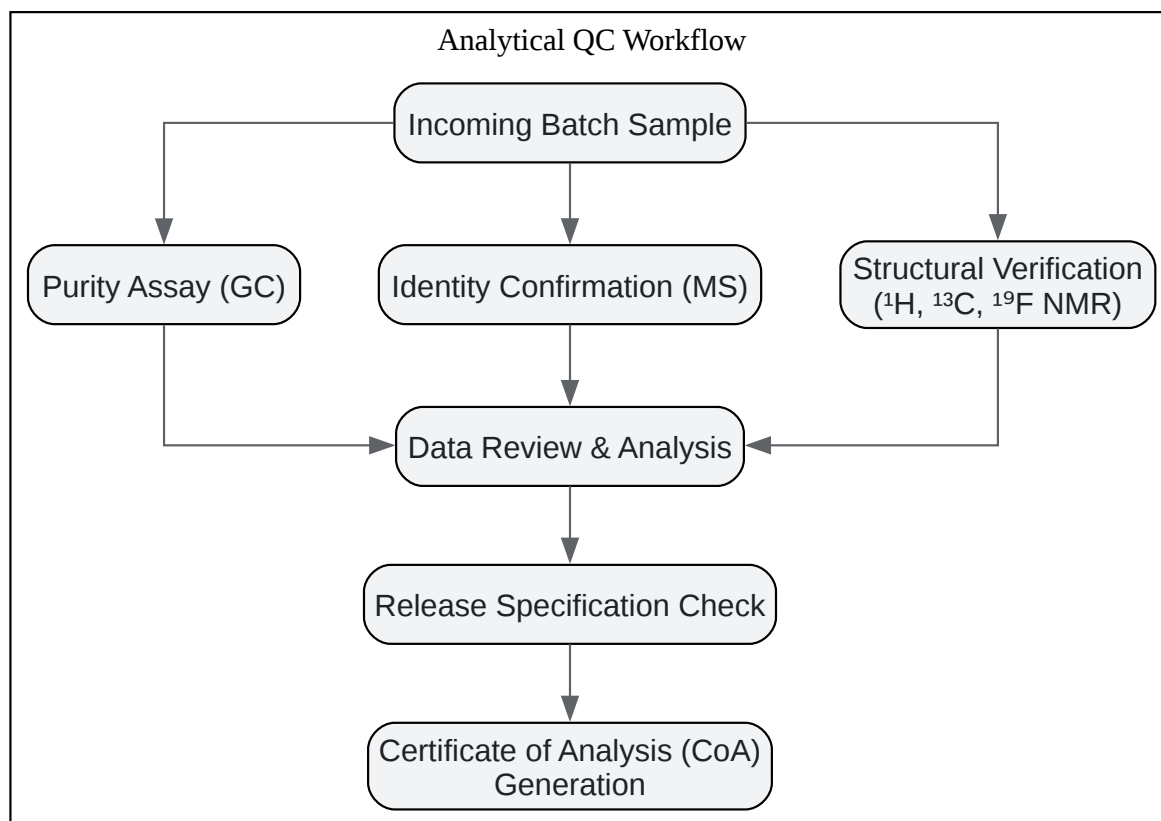 Analytical QC Workflow
Incoming Batch Sample
Purity Assay (GC)
Identity Confirmation (MS)
Structural Verification
(¹H, ¹³C, ¹⁹F NMR)
Data Review & Analysis
Release Specification Check
Certificate of Analysis (CoA)
Generation